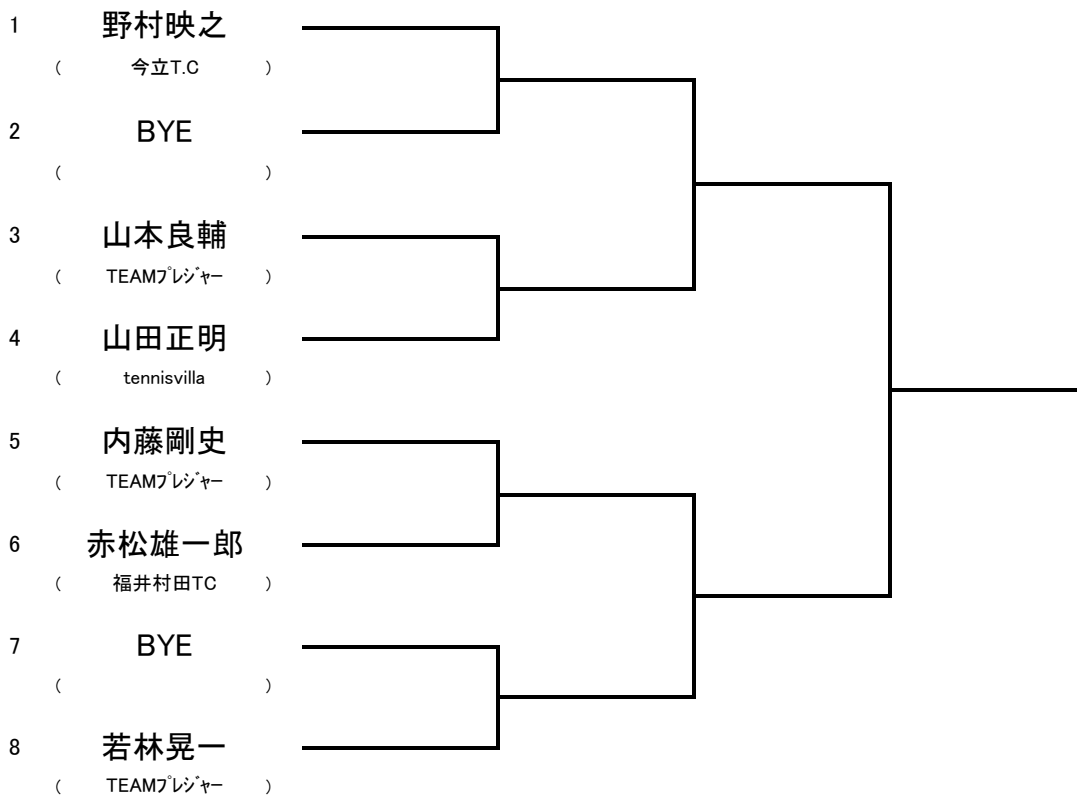 1 野村映之
( 今立T.C )
2 BYE
( )
3 山本良輔
( TEAMﾌﾟﾚｼﾞｬｰ )
4 山田正明
( tennisvilla )
5 内藤剛史
( TEAMﾌﾟﾚｼﾞｬｰ )
6 赤松雄一郎
( 福井村田TC )
7 BYE
( )
8 若林晃一
( TEAMﾌﾟﾚｼﾞｬｰ )